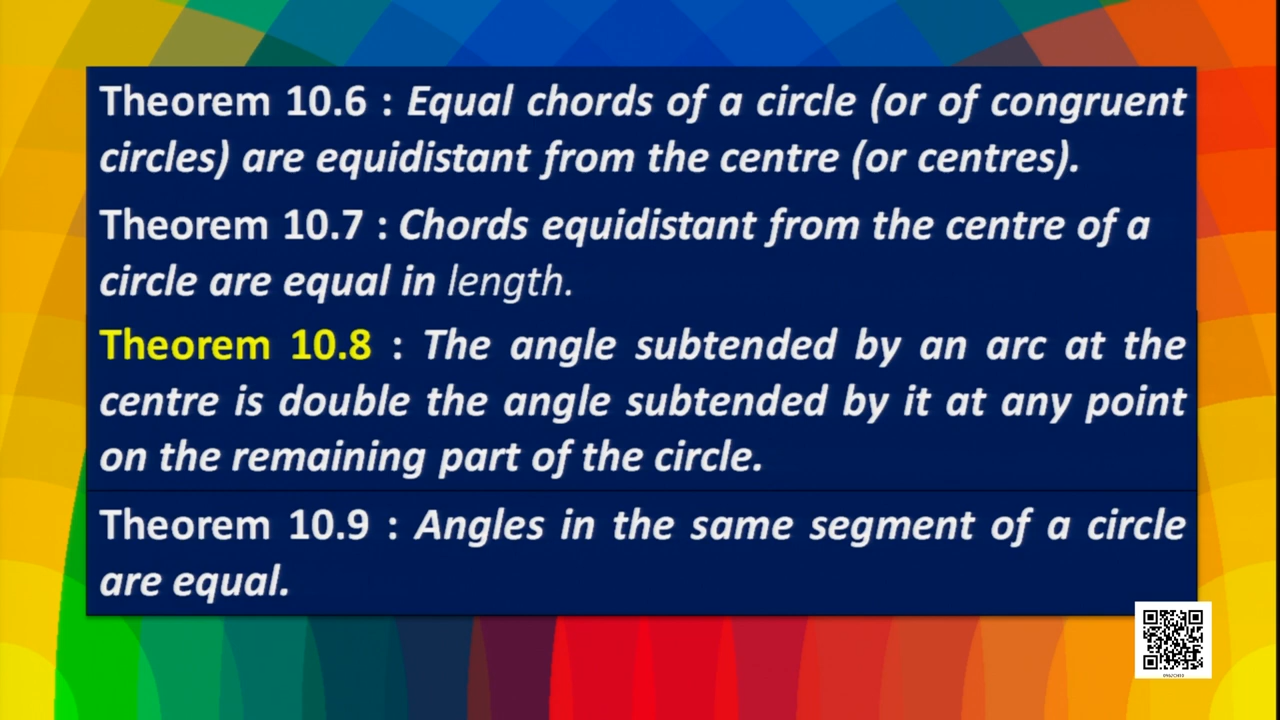 Theorem 10.6 : Equal chords of a circle (or of congruent
circles) are equidistant from the centre (or centres).
Theorem 10.7 : Chords equidistant from the centre of a
circle are equal in length.
Theorem 10.8 : The angle subtended by an arc at the
centre is double the angle subtended by it at any point
on the remaining part of the circle.
Theorem 10.9 : Angles in the same segment of a circle
are equal.